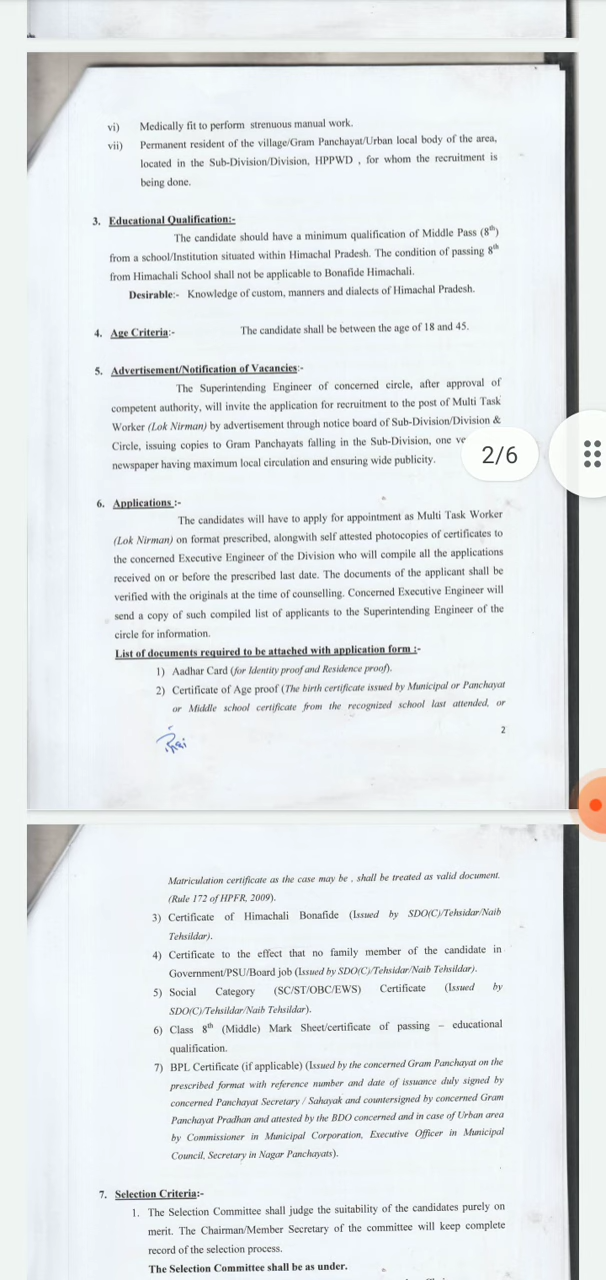 vi) Medically fit to perform strenuous manual work.
vii) Permanent resident of the village/Gram Panchayat/Urban local body of the area,
located in the Sub-Division/Division, HPPWD , for whom the recruitment is
being done.
3. Educational Qualification:-
The candidate should have a minimum qualification of Middle Pass (8th)
from a school/Institution situated within Himachal Pradesh. The condition of passing 8th
from Himachali School shall not be applicable to Bonafide Himachali.
Desirable:- Knowledge of custom, manners and dialects of Himachal Pradesh.
4. Age Criteria:- The candidate shall be between the age of 18 and 45.
5. Advertisement/Notification of Vacancies:-
The Superintending Engineer of concerned circle, after approval of
competent authority, will invite the application for recruitment to the post of Multi Task
Worker (Lok Nirman) by advertisement through notice board of Sub-Division/Division &
Circle, issuing copies to Gram Panchayats falling in the Sub-Division, one
newspaper having maximum local circulation and ensuring wide publicity.
2/6
6. Applications :-
The candidates will have to apply for appointment as Multi Task Worker
(Lok Nirman) on format prescribed, alongwith self attested photocopies of certificates to
the concerned Executive Engineer of the Division who will compile all the applications
received on or before the prescribed last date. The documents of the applicant shall be
verified with the originals at the time of counselling. Concerned Executive Engineer will
send a copy of such compiled list of applicants to the Superintending Engineer of the
circle for information.
List of documents required to be attached with application form :-
1) Aadhar Card (for Identity proof and Residence proof).
2) Certificate of Age proof (The birth certificate issued by Municipal or Panchayat
or Middle school certificate from the recognized school last attended, or
2
Matriculation certificate as the case may be , shall be treated as valid document.
(Rule 172 of HPFR, 2009).
3) Certificate of Himachali Bonafide (Issued by SDO(C)/Tehsidar/Naib
Tehsildar).
4) Certificate to the effect that no family member of the candidate in
Government/PSU/Board job (Issued by SDO(C)/Tehsidar/Naib Tehsildar).
5) Social Category (SC/ST/OBC/EWS) Certificate (Issued by
SDO(C)/Tehsildar/Naib Tehsildar).
6) Class 8th (Middle) Mark Sheet/certificate of passing – educational
qualification.
7) BPL Certificate (if applicable) (Issued by the concerned Gram Panchayat on the
prescribed format with reference number and date of issuance duly signed by
concerned Panchayat Secretary / Sahayak and countersigned by concerned Gram
Panchayat Pradhan and attested by the BDO concerned and in case of Urban area
by Commissioner in Municipal Corporation, Executive Officer in Municipal
Council, Secretary in Nagar Panchayats).
7. Selection Criteria:-
1. The Selection Committee shall judge the suitability of the candidates purely on
merit. The Chairman/Member Secretary of the committee will keep complete
record of the selection process.
The Selection Committee shall be as under.